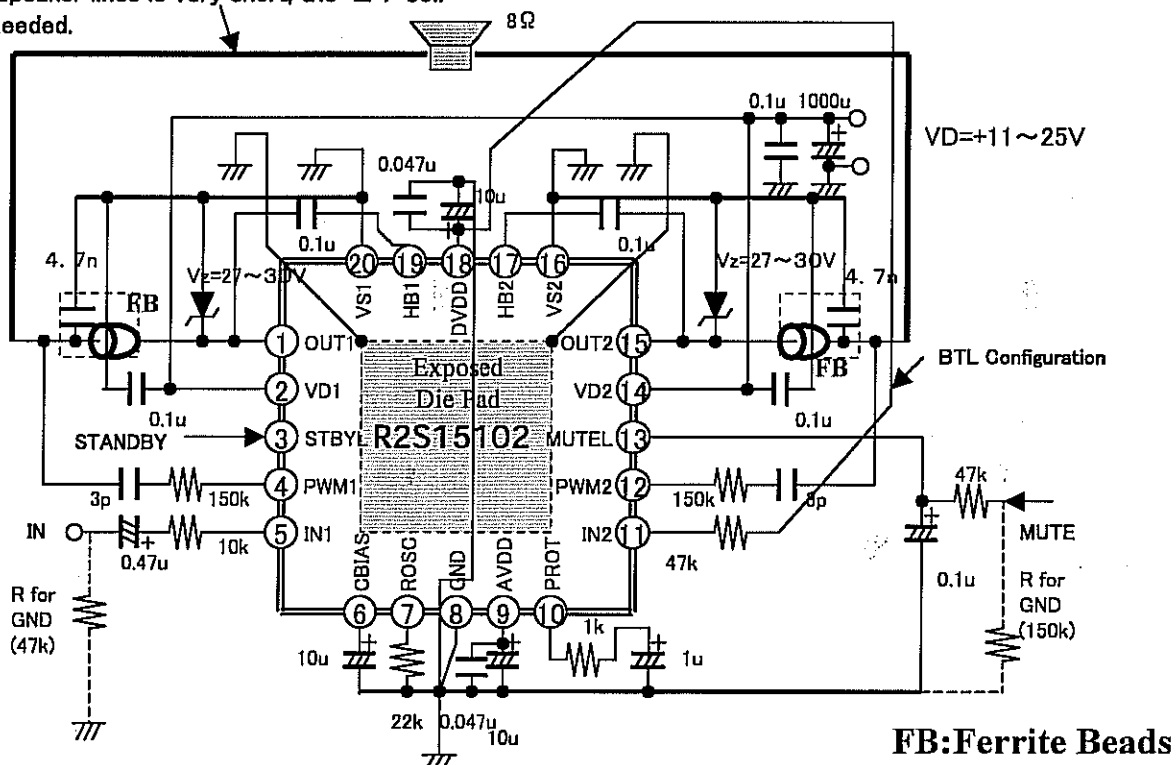 speaker lines is very short, the
needed.
8Ω
0.1u 1000u
+
VD=+11～25V
0.047u
10u
+
0.1u
0.1u
4. 7n
Vz=27～30V
Vz=27～30V
4. 7n
FB
FB
20 19 18 17 16
VS1 HB1 DVDD HB2 VS2
1 OUT1
OUT2 15
2 VD1
VD2 14
Exposed
Die Pad
R2S15102
BTL Configuration
0.1u
0.1u
STANDBY
3 STBYL
MUTEL 13
4 PWM1
PWM2 12
3p 150k
150k 3p
47k
MUTE
IN
5 IN1
IN2 11
0.47u
+
10k
47k
+
0.1u
CBIAS ROSC GND AVDD PROT
6 7 8 9 10
R for
GND
(47k)
R for
GND
(150k)
10u
+
1k
+
1u
+
22k 0.047u
10u
FB:Ferrite Beads